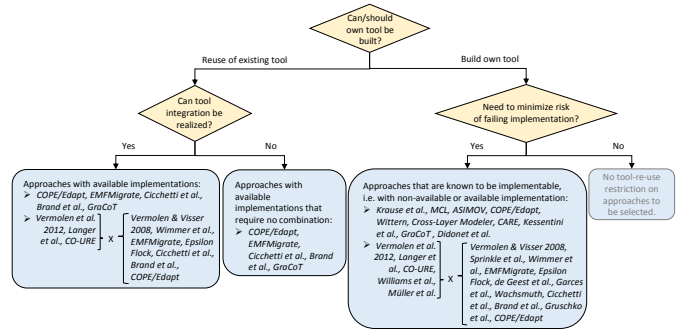 Can/should
own tool be
built?
Reuse of existing tool
Build own tool
Can tool
integration be
realized?
Need to minimize risk
of failing implementation?
Yes
No
Yes
No
Approaches with available implementations:
➢ COPE/Edapt, EMFMigrate, Cicchetti et al.,
Brand et al., GraCoT
➢ Vermolen et al.
2012, Langer
et al., CO-URE
x
Vermolen & Visser
2008, Wimmer et al.,
EMFMigrate, Epsilon
Flock, Cicchetti et al.,
Brand et al.,
COPE/Edapt
Approaches with
available
implementations that
require no combination:
➢ COPE/Edapt,
EMFMigrate,
Cicchetti et al., Brand
et al., GraCoT
Approaches that are known to be implementable,
i.e. with non-available or available implementation:
➢ Krause et al., MCL, ASIMOV, COPE/Edapt,
Wittern, Cross-Layer Modeler, CARE, Kessentini
et al., GraCoT , Didonet et al.
➢ Vermolen et al.
2012, Langer et
al., CO-URE,
Williams et al.,
Müller et al.
x
Vermolen & Visser 2008,
Sprinkle et al., Wimmer et
al., EMFMigrate, Epsilon
Flock, de Geest et al., Garces
et al., Wachsmuth, Cicchetti
et al., Brand et al., Gruschko
et al., COPE/Edapt
No tool-re-use
restriction on
approaches to
be selected.